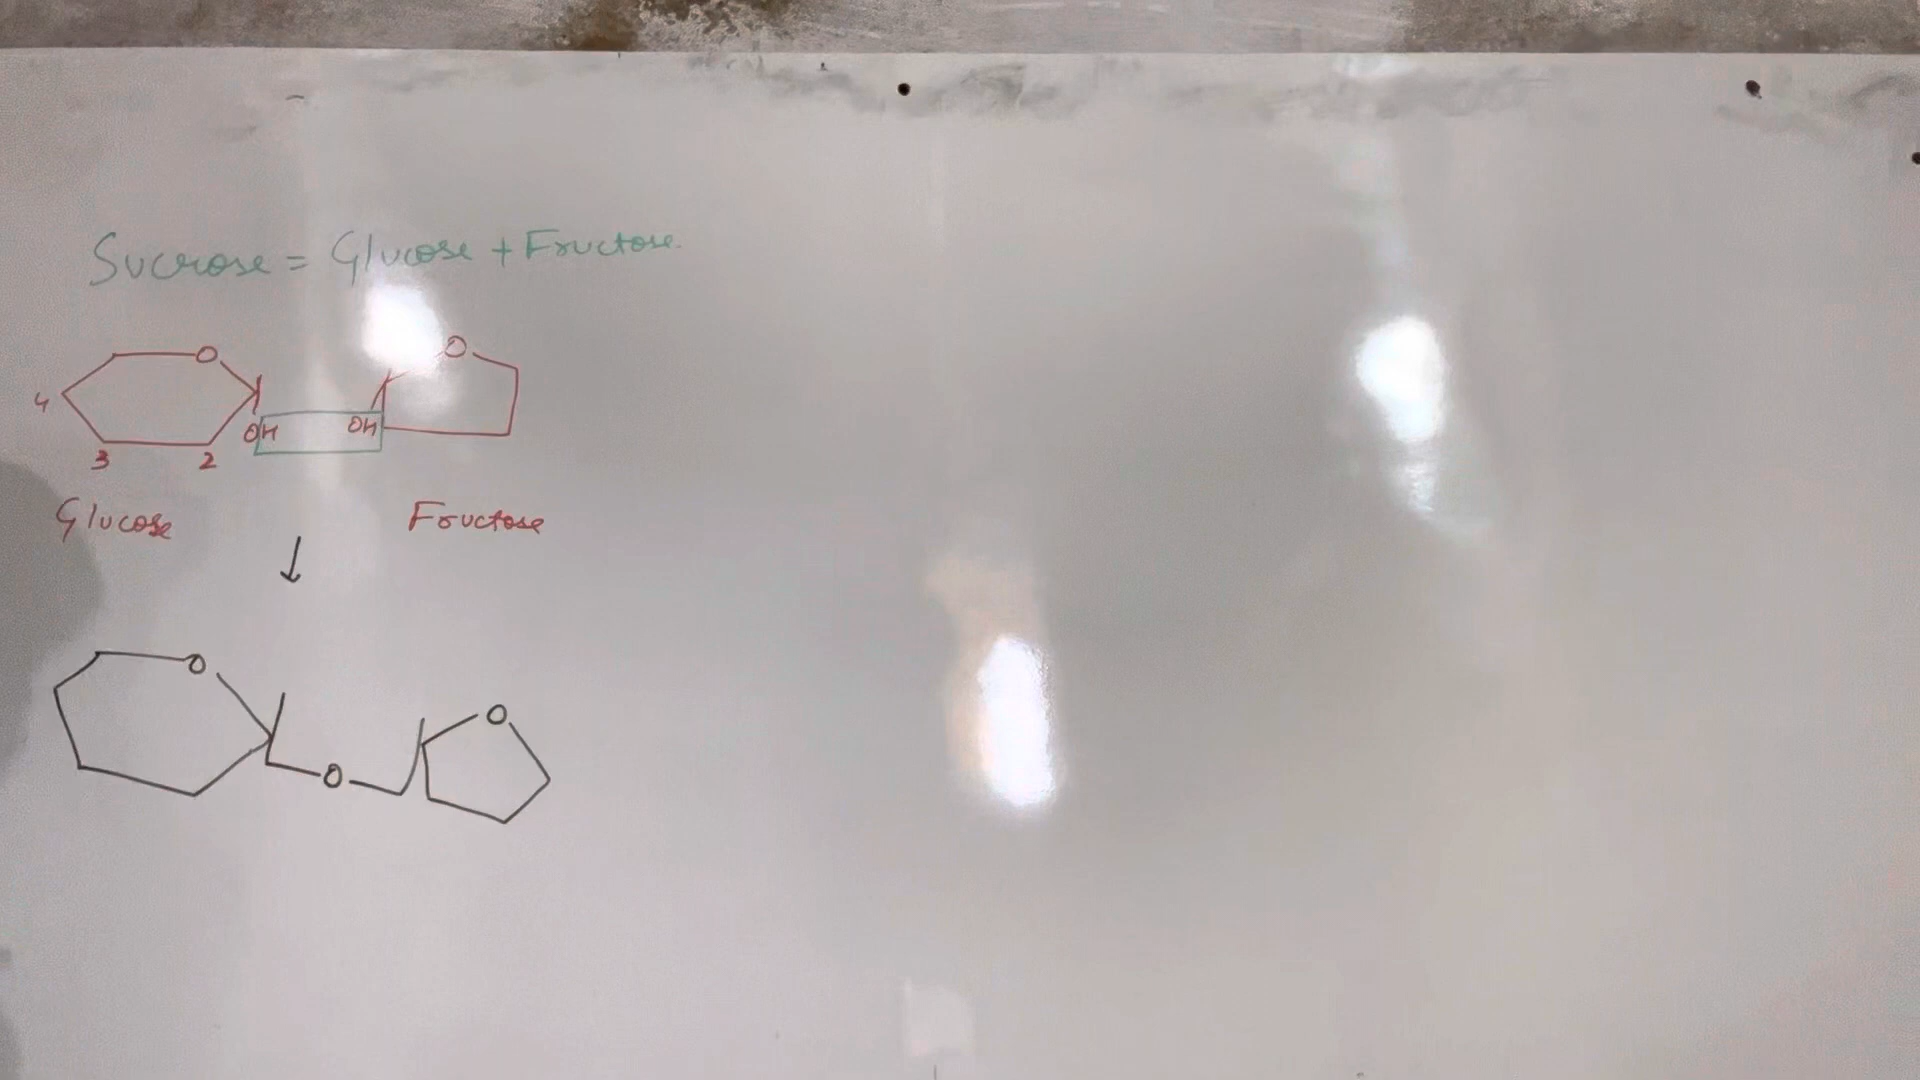 Sucrose = Glucose + Fructose
O O
4
OH OH
3 2
Glucose Fructose
↓
O
O
O